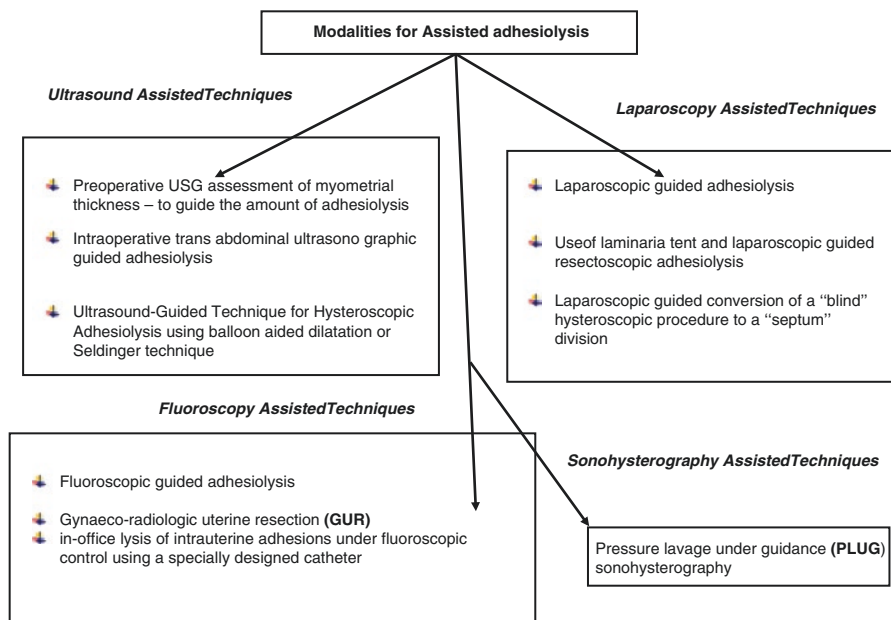 Modalities for Assisted adhesiolysis
Ultrasound AssistedTechniques
Preoperative USG assessment of myometrial
thickness – to guide the amount of adhesiolysis
Intraoperative trans abdominal ultrasono graphic
guided adhesiolysis
Ultrasound-Guided Technique for Hysteroscopic
Adhesiolysis using balloon aided dilatation or
Seldinger technique
Laparoscopy AssistedTechniques
Laparoscopic guided adhesiolysis
Useof laminaria tent and laparoscopic guided
resectoscopic adhesiolysis
Laparoscopic guided conversion of a ‘‘blind’’
hysteroscopic procedure to a ‘‘septum’’
division
Fluoroscopy AssistedTechniques
Fluoroscopic guided adhesiolysis
Gynaeco-radiologic uterine resection (GUR)
in-office lysis of intrauterine adhesions under fluoroscopic
control using a specially designed catheter
Sonohysterography AssistedTechniques
Pressure lavage under guidance (PLUG)
sonohysterography